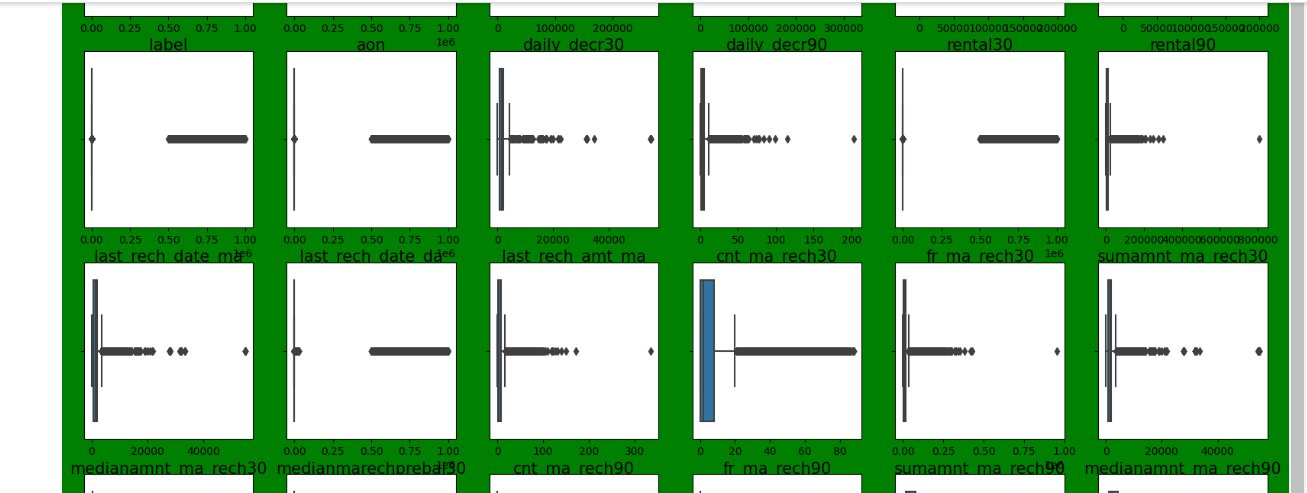 0.00 0.25 0.50 0.75 1.00 0.00 0.25 0.50 0.75 1.00 0 100000 200000 0 100000 200000 300000 0 50000100000150000200000 0 50000100000150000200000
label aon 1e6 daily_decr30 daily_decr90 rental30 rental90
0.00 0.25 0.50 0.75 1.00 0.00 0.25 0.50 0.75 1.00 0 20000 40000 0 50 100 150 200 0.00 0.25 0.50 0.75 1.00 0 200000400000600000800000
last_rech_date_ma 1e6 last_rech_date_da 1e6 last_rech_amt_ma cnt_ma_rech30 fr_ma_rech30 1e6 sumamnt_ma_rech30
0 20000 40000 0.00 0.25 0.50 0.75 1.00 0 100 200 300 0 20 40 60 80 0.00 0.25 0.50 0.75 1.00 0 20000 40000
medianamnt_ma_rech30 medianmarechprebal30 1e6 cnt_ma_rech90 fr_ma_rech90 sumamnt_ma_rech90 1e6 medianamnt_ma_rech90